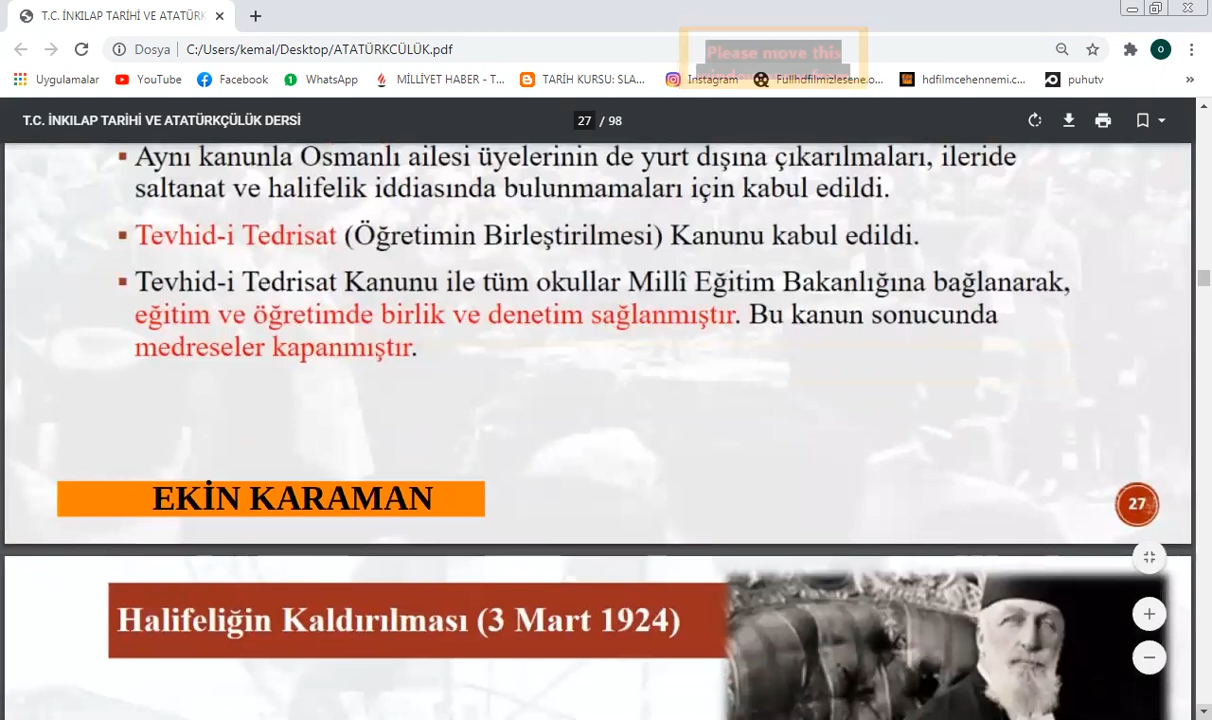 T.C. İNKILAP TARİHİ VE ATATÜRK
Dosya
C:/Users/kemal/Desktop/ATATÜRKCÜLÜK.pdf
Please move this
o
Uygulamalar
YouTube
Facebook
WhatsApp
MİLLİYET HABER - T...
TARİH KURSU: SLA...
Instagram
Fullhdfilmizlesene.o...
hdfilmcehennemi.c...
puhutv
T.C. İNKILAP TARİHİ VE ATATÜRKÇÜLÜK DERSİ
27 / 98
▪ Aynı kanunla Osmanlı ailesi üyelerinin de yurt dışına çıkarılmaları, ileride
saltanat ve halifelik iddiasında bulunmamaları için kabul edildi.
▪ Tevhid-i Tedrisat (Öğretimin Birleştirilmesi) Kanunu kabul edildi.
▪ Tevhid-i Tedrisat Kanunu ile tüm okullar Millî Eğitim Bakanlığına bağlanarak,
eğitim ve öğretimde birlik ve denetim sağlanmıştır. Bu kanun sonucunda
medreseler kapanmıştır.
EKİN KARAMAN
27
Halifeliğin Kaldırılması (3 Mart 1924)